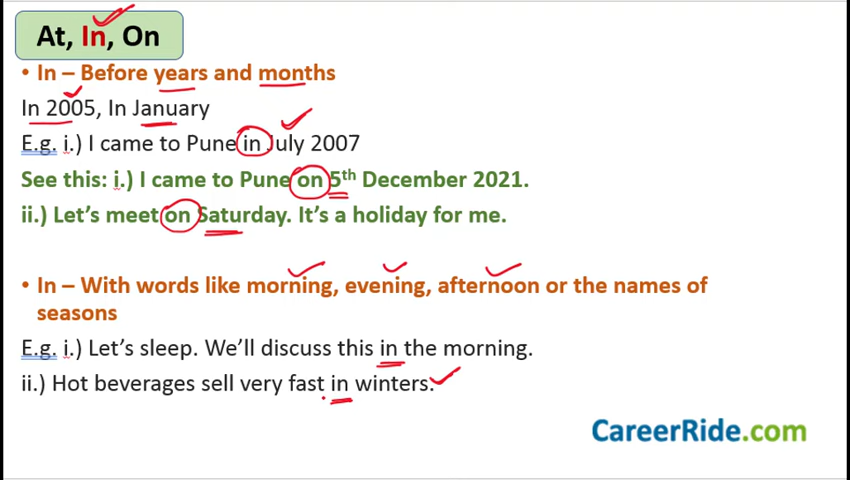 At, In, On
• In – Before years and months
In 2005, In January
E.g. i.) I came to Pune in July 2007
See this: i.) I came to Pune on 5th December 2021.
ii.) Let's meet on Saturday. It's a holiday for me.
• In – With words like morning, evening, afternoon or the names of
seasons
E.g. i.) Let's sleep. We'll discuss this in the morning.
ii.) Hot beverages sell very fast in winters.
CareerRide.com